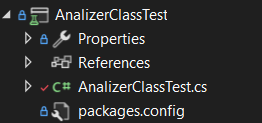 AnalizerClassTest
Properties
References
C# AnalizerClassTest.cs
packages.config